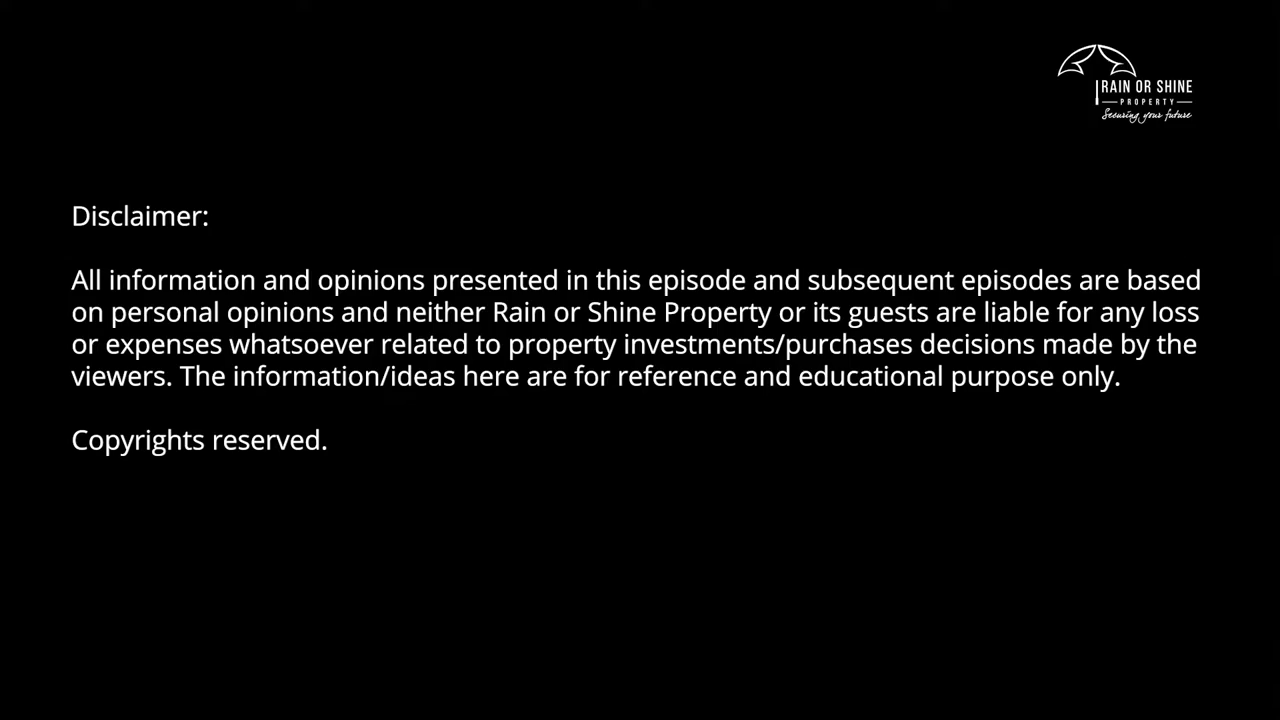 RAIN OR SHINE
PROPERTY
Securing your future
Disclaimer:
All information and opinions presented in this episode and subsequent episodes are based
on personal opinions and neither Rain or Shine Property or its guests are liable for any loss
or expenses whatsoever related to property investments/purchases decisions made by the
viewers. The information/ideas here are for reference and educational purpose only.
Copyrights reserved.